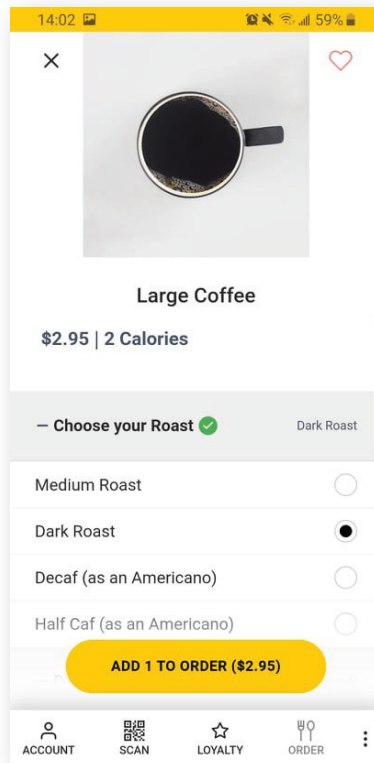 14:02 59%
Large Coffee
$2.95 | 2 Calories
– Choose your Roast Dark Roast
Medium Roast
Dark Roast
Decaf (as an Americano)
Half Caf (as an Americano)
ADD 1 TO ORDER ($2.95)
ACCOUNT SCAN LOYALTY ORDER